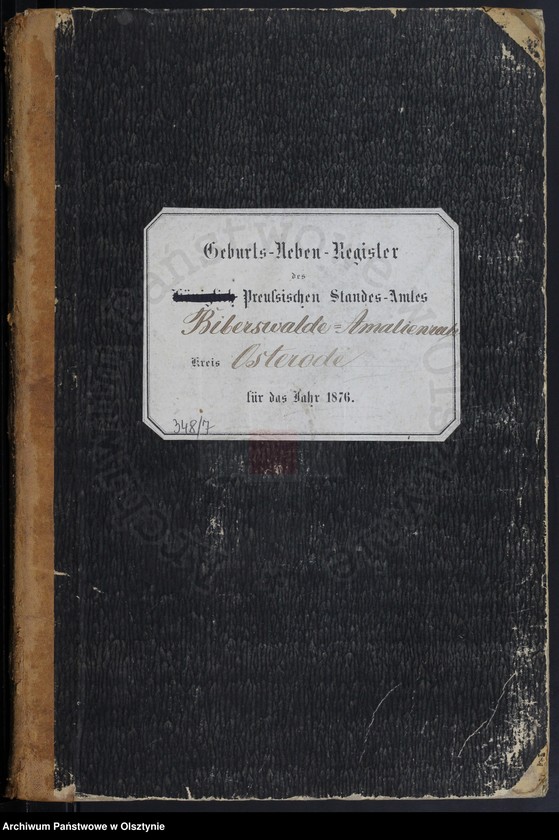 Geburts-Neben-Register
des
Königlich Preußischen Standes-Amtes
Biberswalde = Amalienruh
Kreis Osterode
für das Jahr 1876.
348/7
Archiwum Państwowe w Olsztynie